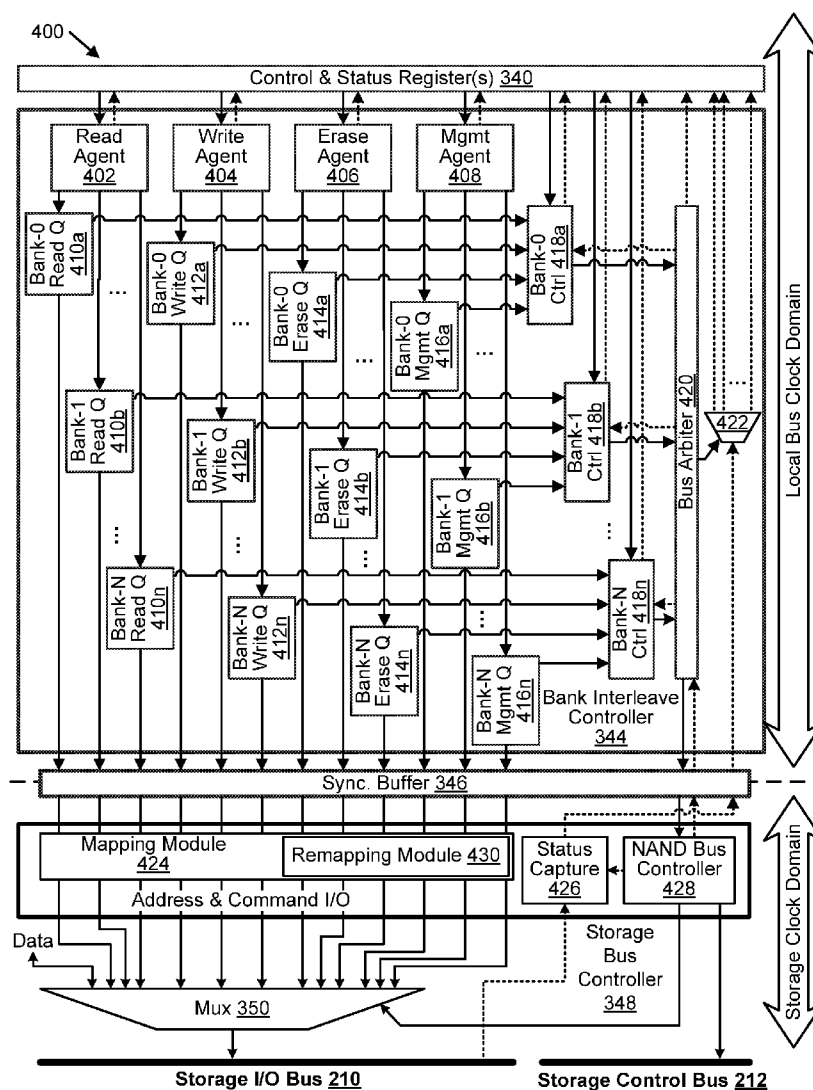 400
Control & Status Register(s) 340
Read
Agent
402
Write
Agent
404
Erase
Agent
406
Mgmt
Agent
408
Bank-0
Read Q
410a
Bank-0
Write Q
412a
Bank-0
Erase Q
414a
Bank-0
Mgmt Q
416a
Bank-0
Ctrl 418a
...
...
...
...
Bank-1
Read Q
410b
Bank-1
Write Q
412b
Bank-1
Erase Q
414b
Bank-1
Mgmt Q
416b
Bank-1
Ctrl 418b
Bus Arbiter 420
...
422
...
...
...
...
...
Bank-N
Read Q
410n
Bank-N
Write Q
412n
Bank-N
Erase Q
414n
Bank-N
Mgmt Q
416n
Bank-N
Ctrl 418n
Bank Interleave
Controller
344
Local Bus Clock Domain
Sync. Buffer 346
Mapping Module
424
Remapping Module 430
Status
Capture
426
NAND Bus
Controller
428
Address & Command I/O
Data
Storage
Bus
Controller
348
Mux 350
Storage Clock Domain
Storage I/O Bus 210
Storage Control Bus 212